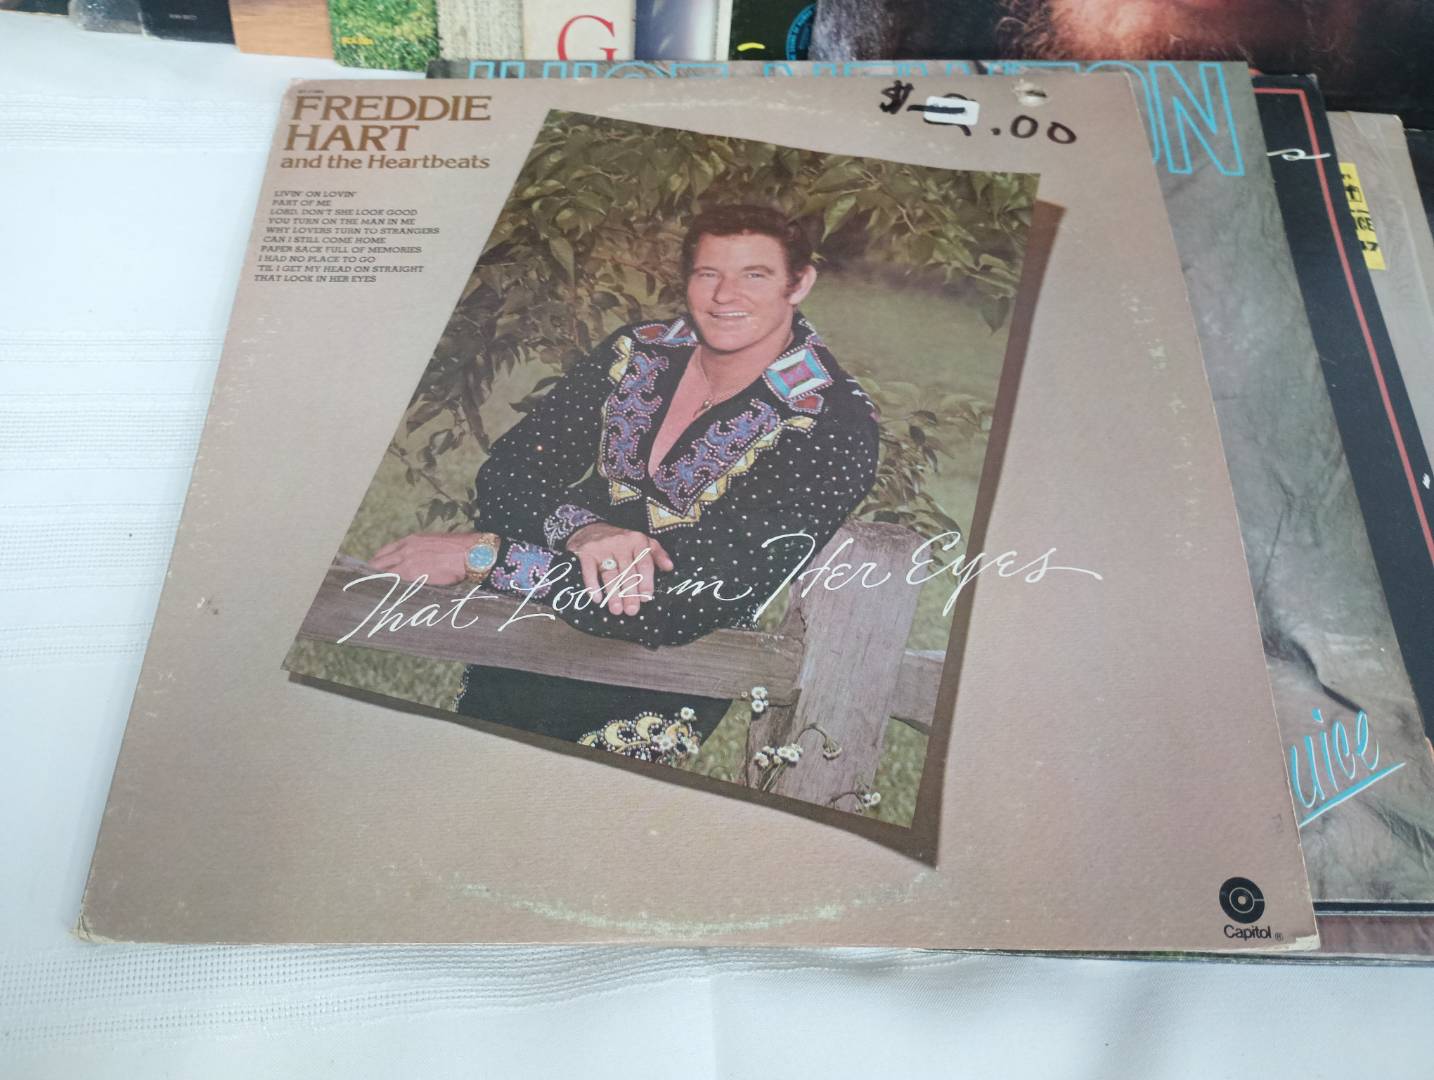 FREDDIE
HART
and the Heartbeats
LIVIN' ON LOVIN'
PART OF ME
LORD, DON'T SHE LOOK GOOD
YOU TURN ON THE MAN IN ME
WHY LOVERS TURN TO STRANGERS
CAN I STILL COME HOME
PAPER SACK FULL OF MEMORIES
I HAD NO PLACE TO GO
'TIL I GET MY HEAD ON STRAIGHT
THAT LOOK IN HER EYES
$ .00
That Look in Her Eyes
Capitol ®
G
JUICE NEWTON
uice